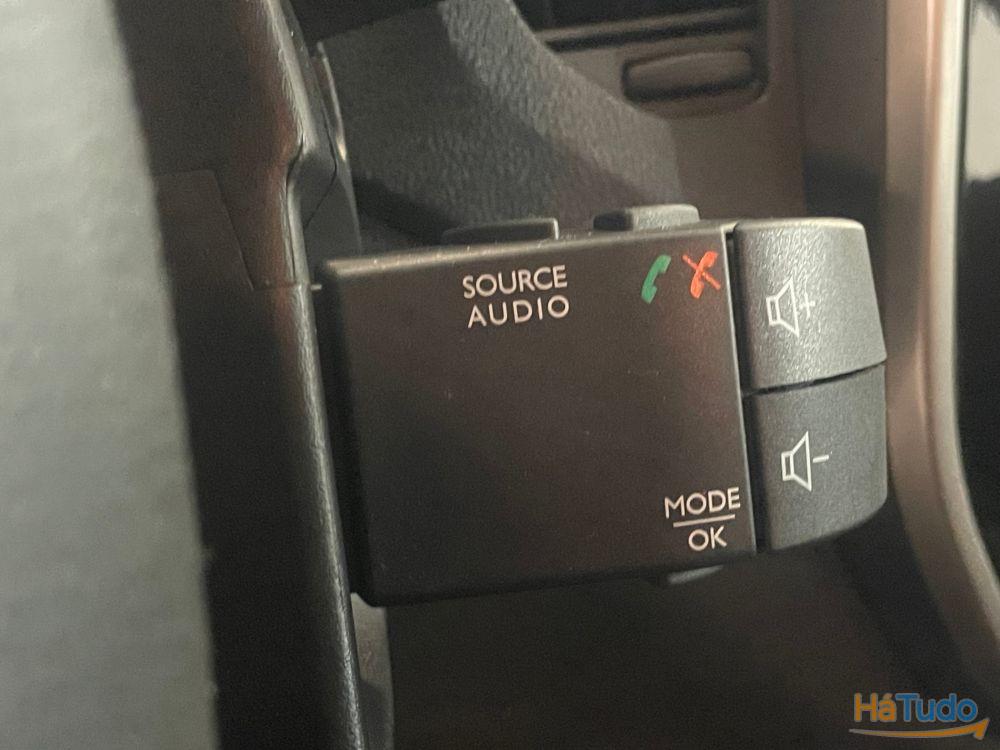 SOURCE
AUDIO
+
-
MODE
OK
HáTudo